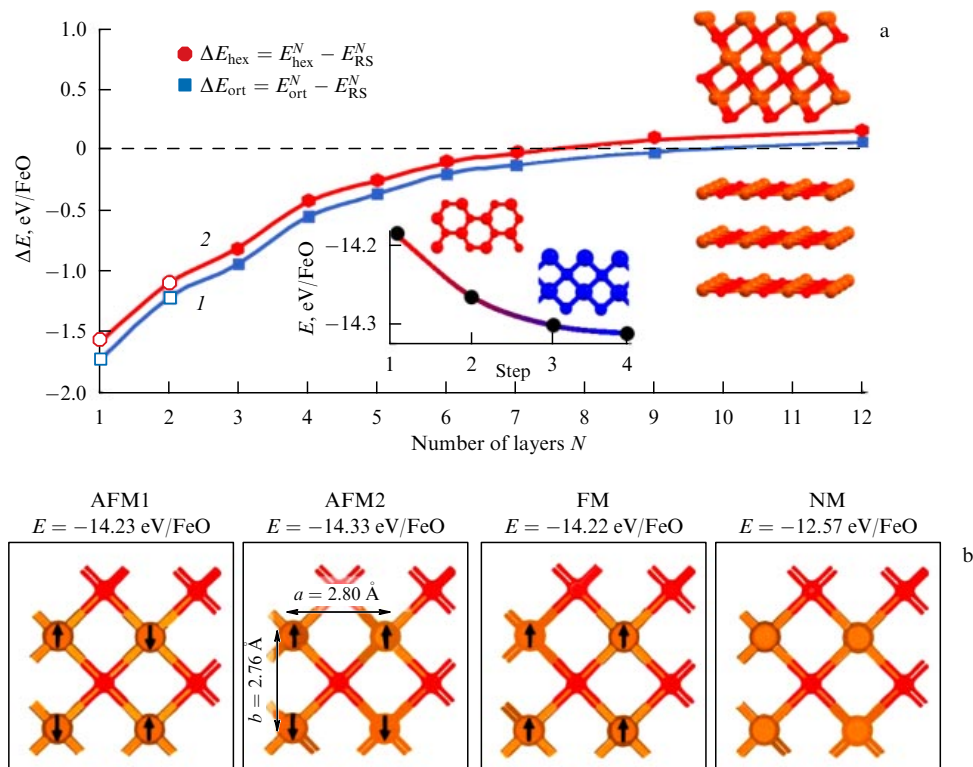 1.0
0.5
0
−0.5
−1.0
−1.5
−2.0
ΔE, eV/FeO
ΔE_hex = E^N_hex − E^N_RS
ΔE_ort = E^N_ort − E^N_RS
a
2
1
−14.2
−14.3
E, eV/FeO
1 2 3 4
Step
1 2 3 4 5 6 7 8 9 10 11 12
Number of layers N
AFM1
E = −14.23 eV/FeO
AFM2
E = −14.33 eV/FeO
FM
E = −14.22 eV/FeO
NM
E = −12.57 eV/FeO
b
a = 2.80 Å
b = 2.76 Å